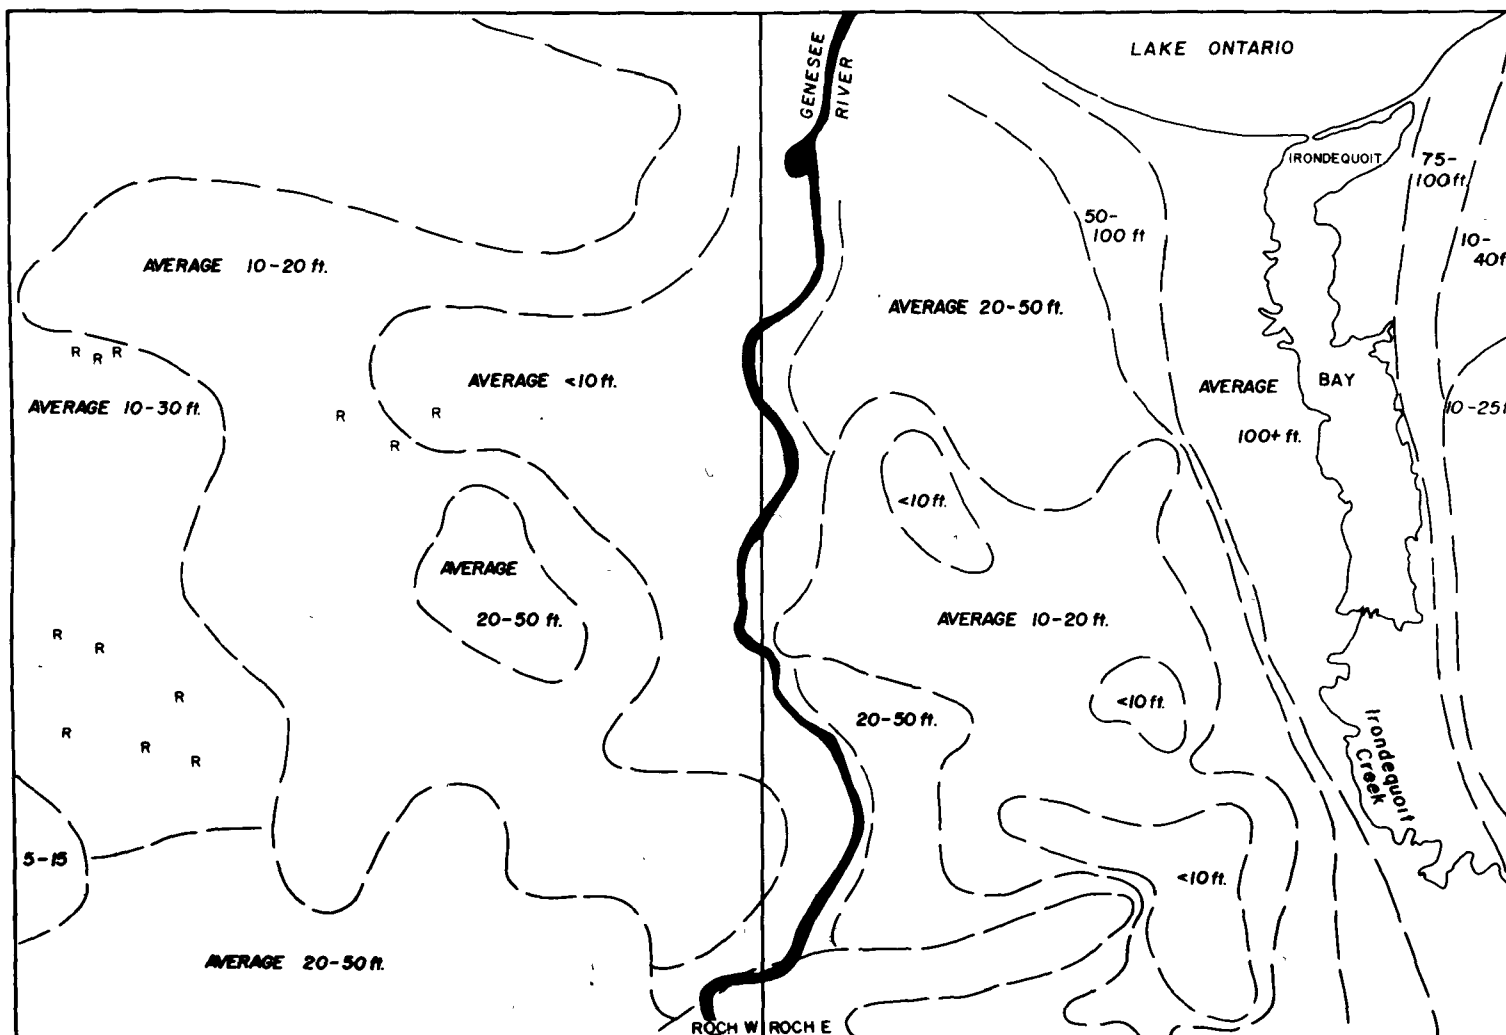 LAKE ONTARIO
GENESEE
RIVER
IRONDEQUOIT
75-
100 ft.
50-
100 ft
10-
40f
AVERAGE 10-20 ft.
AVERAGE 20-50 ft.
R R R
AVERAGE <10 ft.
AVERAGE
BAY
AVERAGE 10-30 ft.
R
R
10-25f
100+ ft.
R
<10 ft.
AVERAGE
20-50 ft.
AVERAGE 10-20 ft.
R
R
R
<10 ft.
20-50 ft.
R
R
R
Irondequoit
Creek
5-15
<10 ft.
AVERAGE 20-50 ft.
ROCH W ROCH E